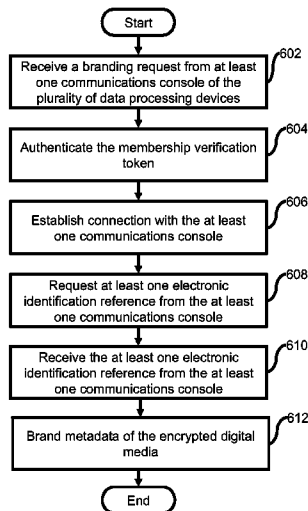 Start
602
Receive a branding request from at least
one communications console of the
plurality of data processing devices
604
Authenticate the membership verification
token
606
Establish connection with the at least
one communications console
608
Request at least one electronic
identification reference from the at least
one communications console
610
Receive the at least one electronic
identification reference from the at least
one communications console
612
Brand metadata of the encrypted digital
media
End